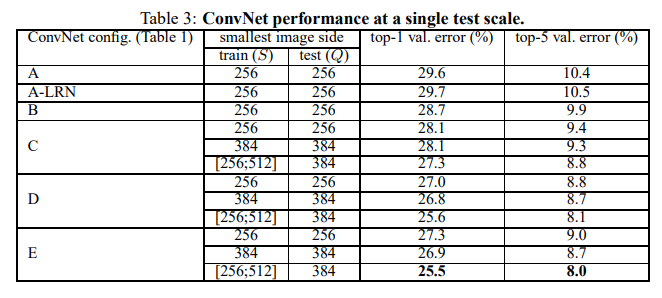 Table 3: ConvNet performance at a single test scale.
ConvNet config. (Table 1) smallest image side top-1 val. error (%) top-5 val. error (%)
train (S) test (Q)
A 256 256 29.6 10.4
A-LRN 256 256 29.7 10.5
B 256 256 28.7 9.9
256 256 28.1 9.4
C 384 384 28.1 9.3
[256;512] 384 27.3 8.8
256 256 27.0 8.8
D 384 384 26.8 8.7
[256;512] 384 25.6 8.1
256 256 27.3 9.0
E 384 384 26.9 8.7
[256;512] 384 25.5 8.0